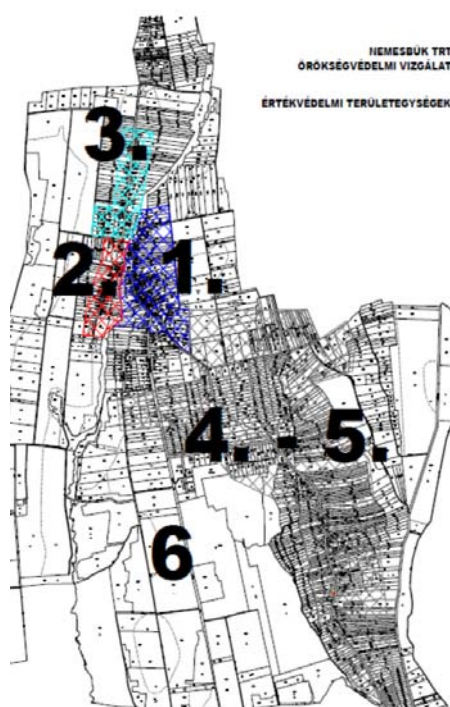 NEMESBÜK TRT
ÖRÖKSÉGVÉDELMI VIZGÁLAT
ÉRTÉKVÉDELMI TERÜLETEGYSÉGEK
3.
2.
1.
4. - 5.
6